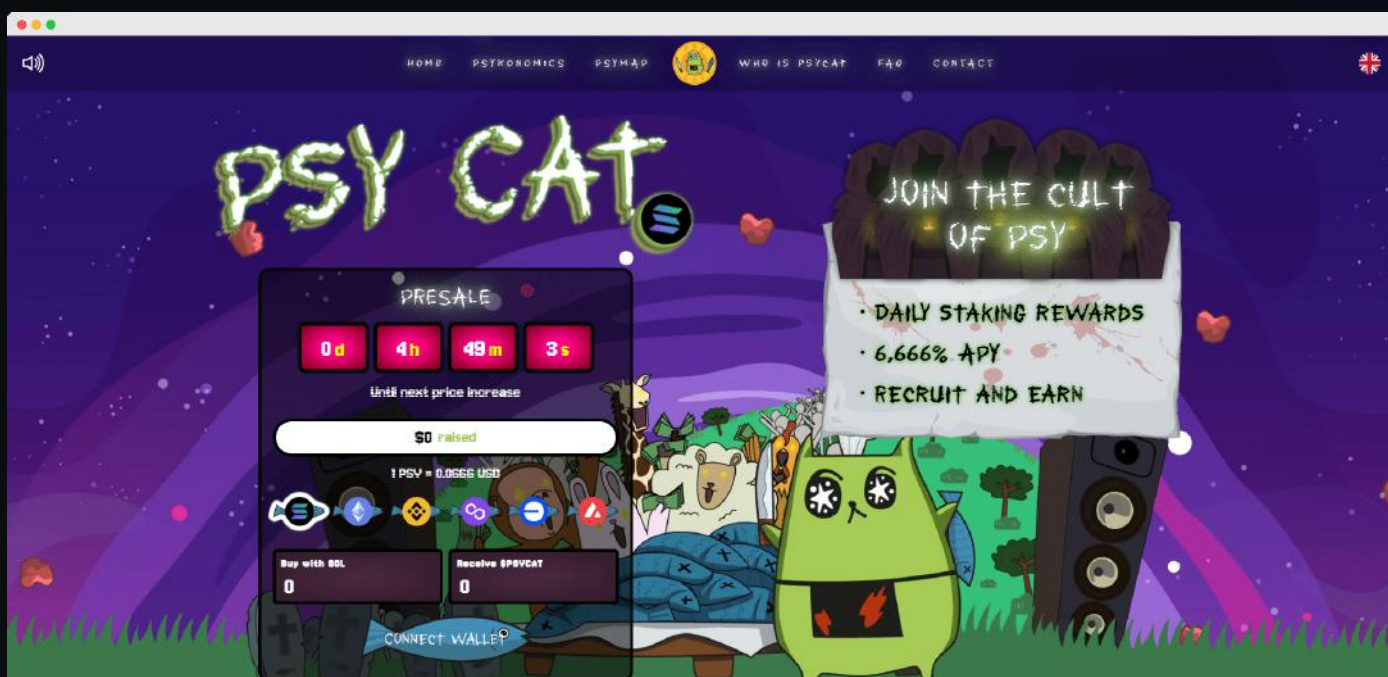 HOME PSYKONOMICS PSYMAP WHO IS PSYCAT FAQ CONTACT
PSY CAT
JOIN THE CULT
OF PSY
PRESALE
0d 4h 49m 3s
Until next price increase
$0 raised
1 PSY = 0.0666 USD
Buy with SOL
0
Receive $PSYCAT
0
CONNECT WALLET
· DAILY STAKING REWARDS
· 6,666% APY
· RECRUIT AND EARN